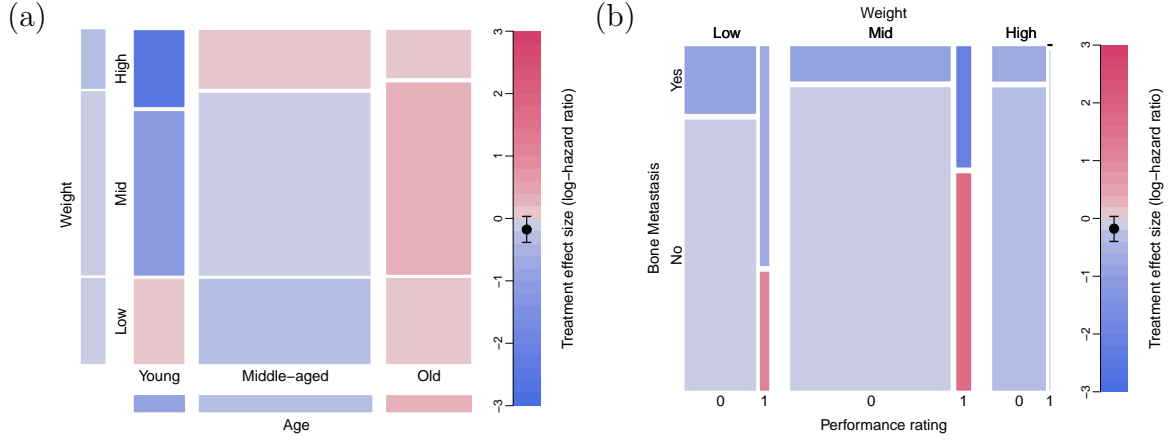 (a)
High
Mid
Low
Weight
Young
Middle−aged
Old
Age
3
2
1
0
−1
−2
−3
Treatment effect size (log−hazard ratio)
(b)
Weight
Low
Mid
High
Yes
No
Bone Metastasis
0
1
0
1
0
1
Performance rating
3
2
1
0
−1
−2
−3
Treatment effect size (log−hazard ratio)